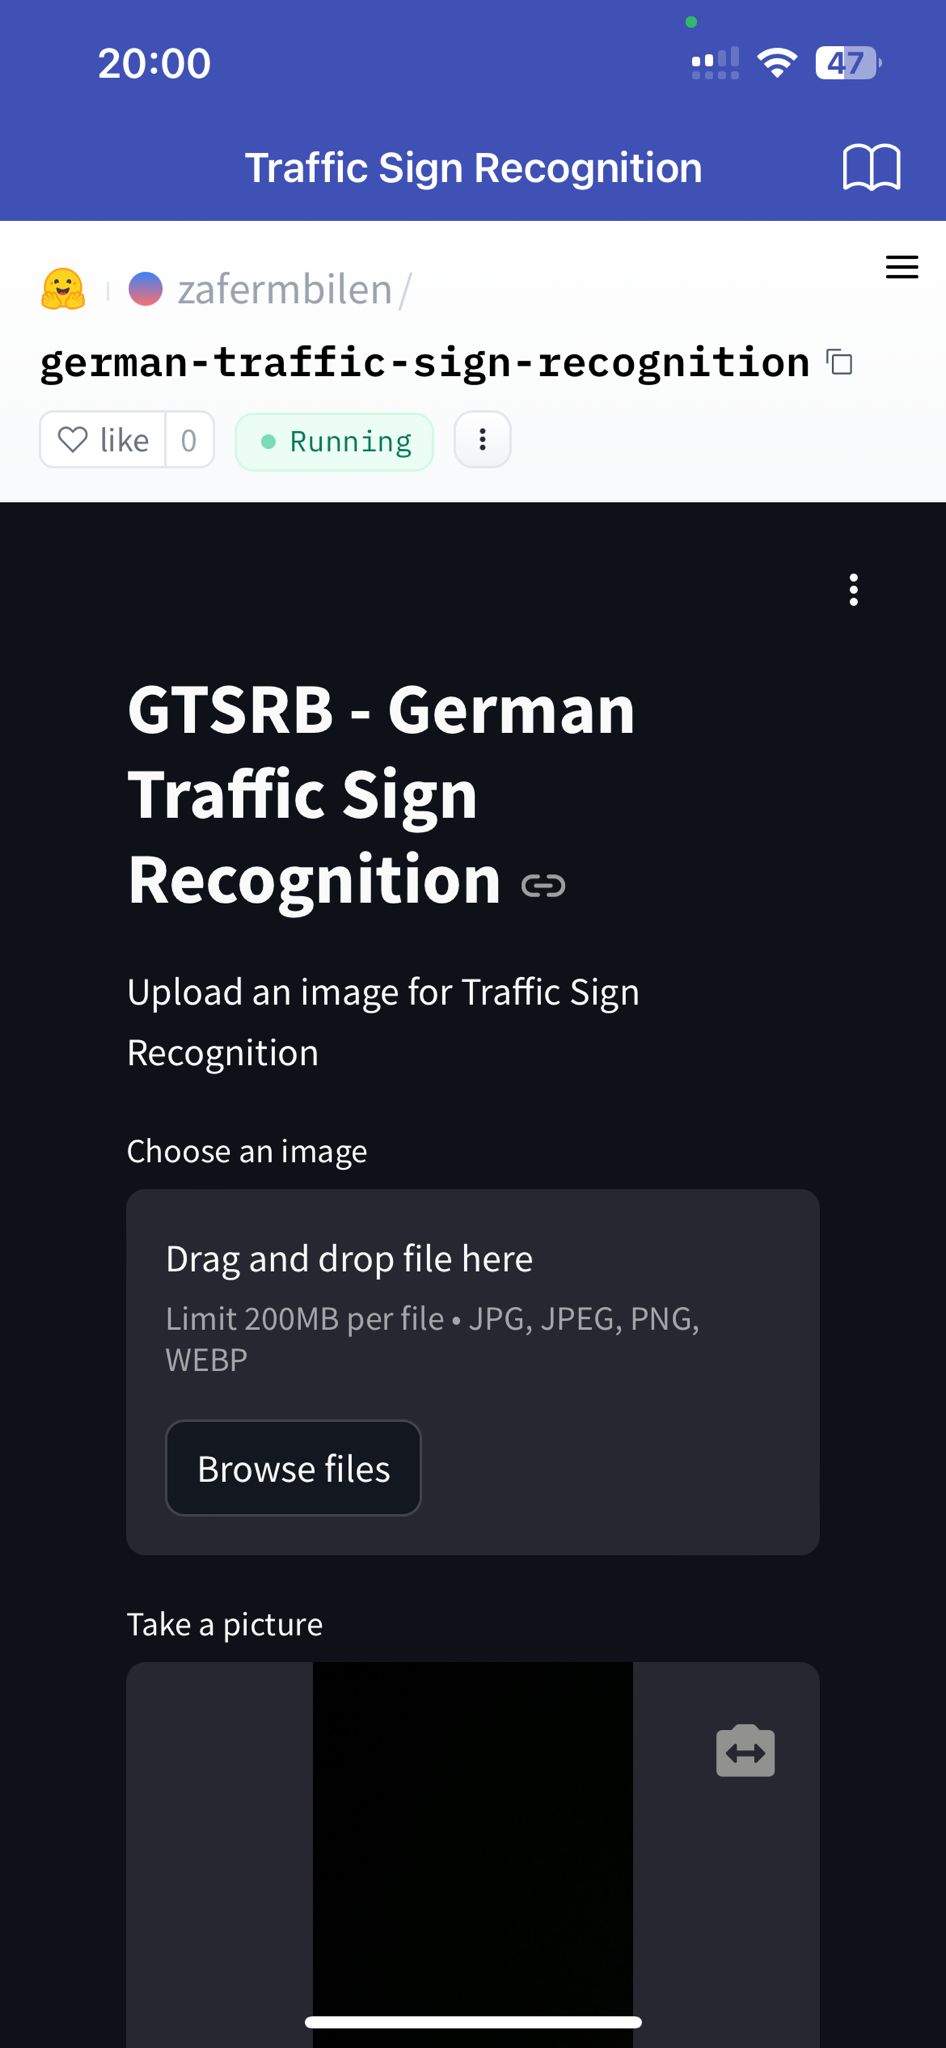 20:00
47
Traffic Sign Recognition
zafermbilen/
german-traffic-sign-recognition
like 0
Running
GTSRB - German
Traffic Sign
Recognition
Upload an image for Traffic Sign
Recognition
Choose an image
Drag and drop file here
Limit 200MB per file • JPG, JPEG, PNG,
WEBP
Browse files
Take a picture